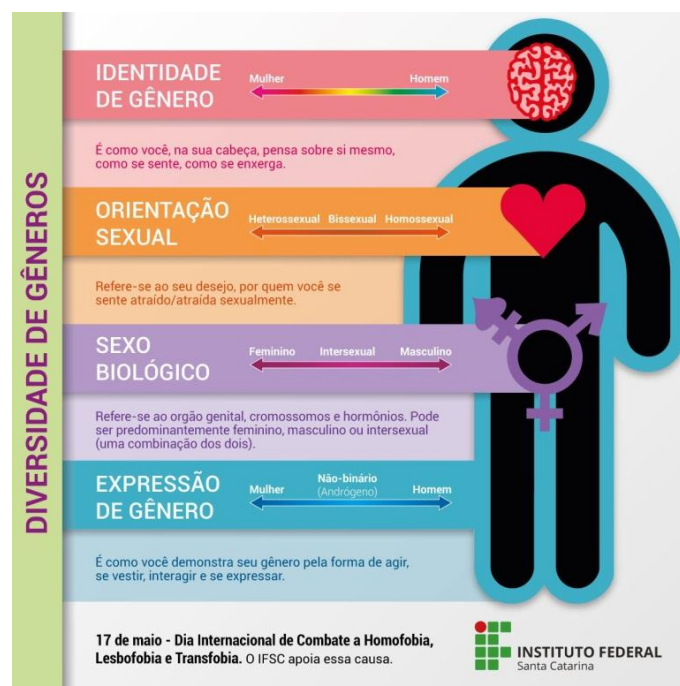 DIVERSIDADE DE GÊNEROS
IDENTIDADE
DE GÊNERO
Mulher Homem
É como você, na sua cabeça, pensa sobre si mesmo,
como se sente, como se enxerga.
ORIENTAÇÃO
SEXUAL
Heterossexual Bissexual Homossexual
Refere-se ao seu desejo, por quem você se
sente atraído/atraída sexualmente.
SEXO
BIOLÓGICO
Feminino Intersexual Masculino
Refere-se ao orgão genital, cromossomos e hormônios. Pode
ser predominantemente feminino, masculino ou intersexual
(uma combinação dos dois).
EXPRESSÃO
DE GÊNERO
Mulher Não-binário (Andrógeno) Homem
É como você demonstra seu gênero pela forma de agir,
se vestir, interagir e se expressar.
17 de maio - Dia Internacional de Combate a Homofobia,
Lesbofobia e Transfobia. O IFSC apoia essa causa.
INSTITUTO FEDERAL
Santa Catarina